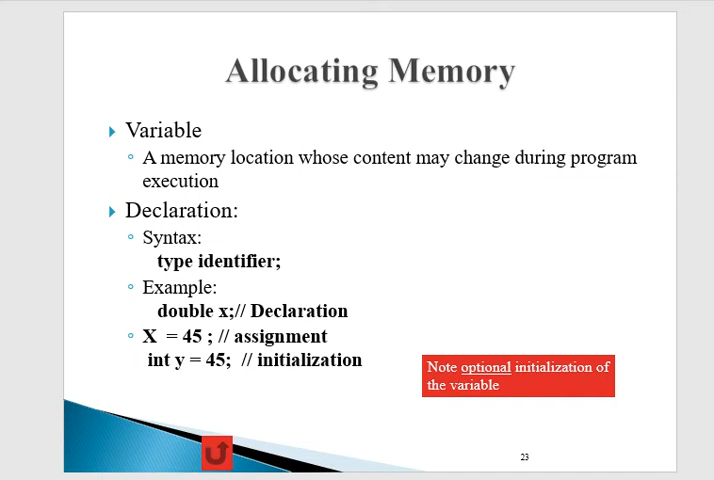 Allocating Memory
Variable
A memory location whose content may change during program
execution
Declaration:
Syntax:
type identifier;
Example:
double x;// Declaration
X = 45 ; // assignment
int y = 45; // initialization
Note optional initialization of
the variable
23